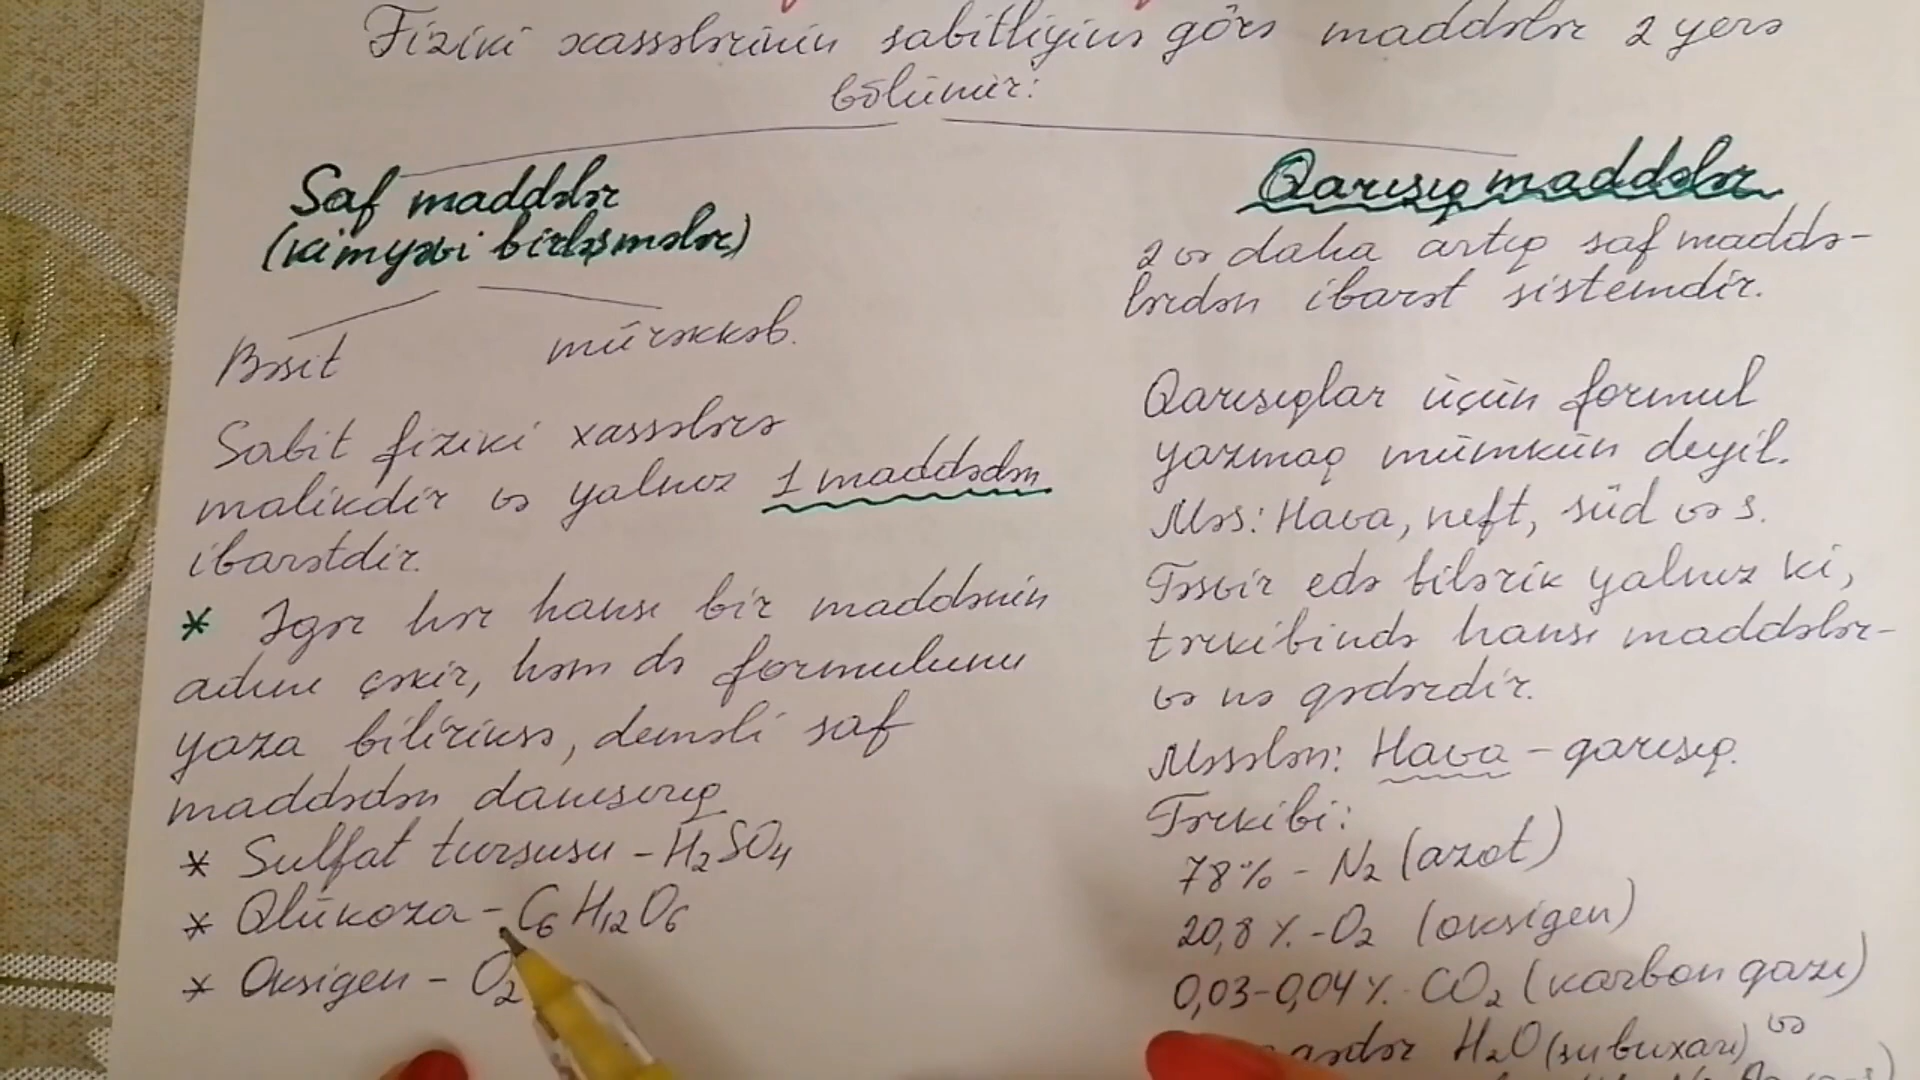 Fiziki xassələrinin sabitliyinə görə maddələr 2 yerə
bölünür:
Saf maddələr
(kimyəvi birləşmələr)
Bəsit
mürəkkəb.
Sabit fiziki xassələrə
malikdir və yalnız 1 maddədən
ibarətdir.
* Əgər hər hansı bir maddənin
adını çəkir, həm də formulunu
yaza biliriksə, deməli saf
maddədən danışırıq
* Sulfat turşusu - H₂SO₄
* Qlükoza - C₆H₁₂O₆
* Oksigen - O₂
Qarışıq maddələr
2 və daha artıq saf maddə-
lərdən ibarət sistemdir.
Qarışıqlar üçün formul
yazmaq mümkün deyil.
Məs: Hava, neft, süd və s.
Təsvir edə bilərik yalnız ki,
tərkibində hansı maddələr-
və nə qədərdir.
Məsələn: Hava - qarışıq.
Tərkibi:
78% - N₂ (azot)
20,8 %. - O₂ (oksigen)
0,03-0,04 %. CO₂ (karbon qazı)
qədər H₂O (su buxarı) və